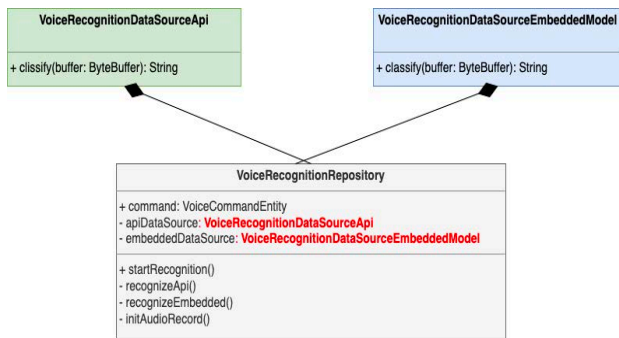 VoiceRecognitionDataSourceApi
+ clissify(buffer: ByteBuffer): String
VoiceRecognitionDataSourceEmbeddedModel
+ classify(buffer: ByteBuffer): String
VoiceRecognitionRepository
+ command: VoiceCommandEntity
- apiDataSource: VoiceRecognitionDataSourceApi
- embeddedDataSource: VoiceRecognitionDataSourceEmbeddedModel
+ startRecognition()
- recognizeApi()
- recognizeEmbedded()
- initAudioRecord()